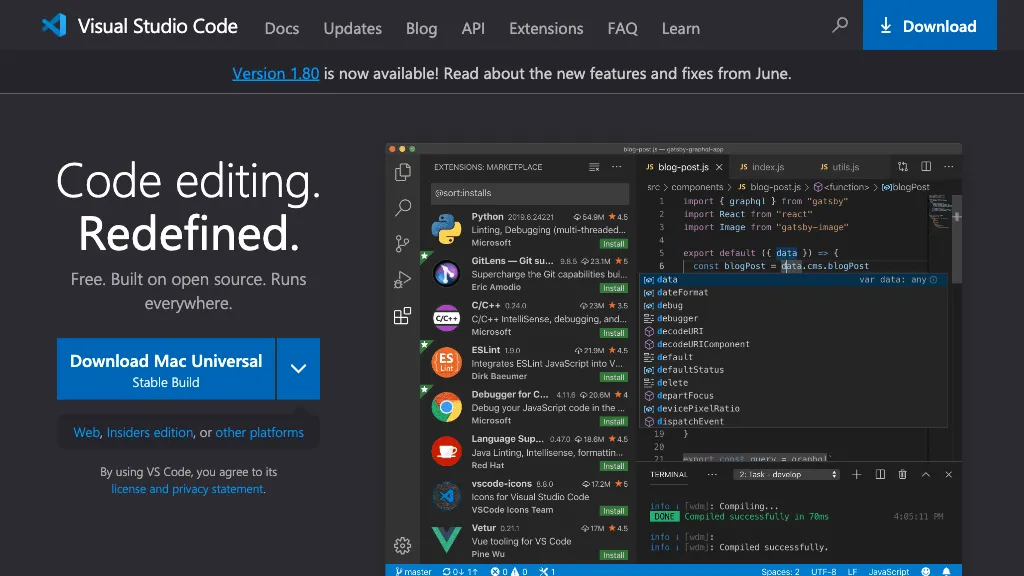 Visual Studio Code Docs Updates Blog API Extensions FAQ Learn Download
Version 1.80 is now available! Read about the new features and fixes from June.
Code editing.
Redefined.
Free. Built on open source. Runs
everywhere.
Download Mac Universal
Stable Build
Web, Insiders edition, or other platforms
By using VS Code, you agree to its
license and privacy statement.
blog-post.js — gatsby-graphql-app
EXTENSIONS: MARKETPLACE ···
@sort:installs
Python 2019.6.24221 54.9M ★4.5
Linting, Debugging (multi-threaded...
Microsoft Install
GitLens — Git su... 9.8.5 23.1M ★5
Supercharge the Git capabilities bui...
Eric Amodio Install
C/C++ 0.24.0 23M ★3.5
C/C++
C/C++ IntelliSense, debugging, and...
Microsoft Install
ESLint 1.9.0 21.9M ★4.5
ES
Lint
Integrates ESLint JavaScript into V...
Dirk Baeumer Install
Debugger for C... 4.11.6 20.6M ★4
Debug your JavaScript code in the ...
Microsoft Install
Language Sup... 0.47.0 18.6M ★4.5
Java Linting, Intellisense, formattin...
Red Hat Install
vscode-icons 8.6.0 17.2M ★5
Icons for Visual Studio Code
VSCode Icons Team Install
Vetur 0.21.1 17M ★4.5
Vue tooling for VS Code
Pine Wu Install
JS blog-post.js × JS index.js JS utils.js ···
src > components > JS blog-post.js > <function> > blogPost
1 import { graphql } from "gatsby"
2 import React from "react"
3 import Image from "gatsby-image"
4
5 export default ({ data }) => {
6 const blogPost = data.cms.blogPost
data var data: any
dateFormat
debug
debugger
decodeURI
decodeURIComponent
default
defaultStatus
delete
departFocus
devicePixelRatio
dispatchEvent
19 }
20
21 export const query = graphql`
TERMINAL ··· 2: Task - develop
info [wdm]: Compiling...
DONE Compiled successfully in 70ms 4:05:11 PM
info [wdm]:
info [wdm]: Compiled successfully.
master 0↓ 1↑ 0 0 1 Spaces: 2 UTF-8 LF JavaScript